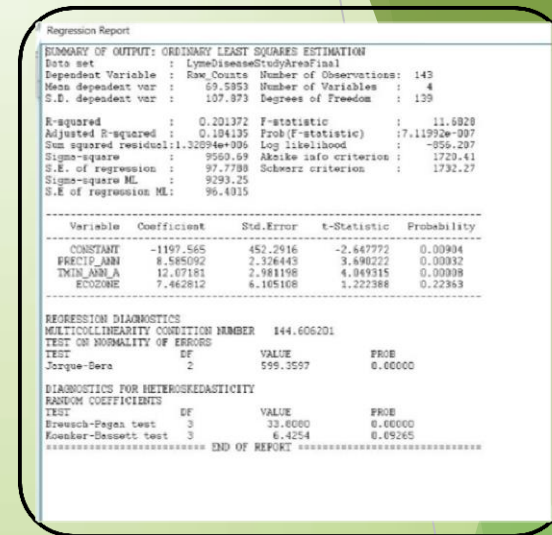 Regression Report
SUMMARY OF OUTPUT: ORDINARY LEAST SQUARES ESTIMATION
Data set : LymeDiseaseStudyAreaFinal
Dependent Variable : Raw_Counts Number of Observations: 143
Mean dependent var : 69.5853 Number of Variables : 4
S.D. dependent var : 107.873 Degrees of Freedom : 139
R-squared : 0.201372 F-statistic : 11.6828
Adjusted R-squared : 0.184135 Prob(F-statistic) :7.11992e-007
Sum squared residual:1.32894e+006 Log likelihood : -856.207
Sigma-square : 9560.69 Akaike info criterion : 1720.41
S.E. of regression : 97.7788 Schwarz criterion : 1732.27
Sigma-square ML : 9293.25
S.E of regression ML: 96.4015
Variable Coefficient Std.Error t-Statistic Probability
CONSTANT -1197.565 452.2916 -2.647772 0.00904
PRECIP_ANN 8.585092 2.326443 3.690222 0.00032
TMIN_ANN_A 12.07181 2.981198 4.049315 0.00008
ECOZONE 7.462812 6.105108 1.222388 0.22363
REGRESSION DIAGNOSTICS
MULTICOLLINEARITY CONDITION NUMBER 144.606201
TEST ON NORMALITY OF ERRORS
TEST DF VALUE PROB
Jarque-Bera 2 599.3597 0.00000
DIAGNOSTICS FOR HETEROSKEDASTICITY
RANDOM COEFFICIENTS
TEST DF VALUE PROB
Breusch-Pagan test 3 33.8080 0.00000
Koenker-Bassett test 3 6.4254 0.09265
========================== END OF REPORT ==============================